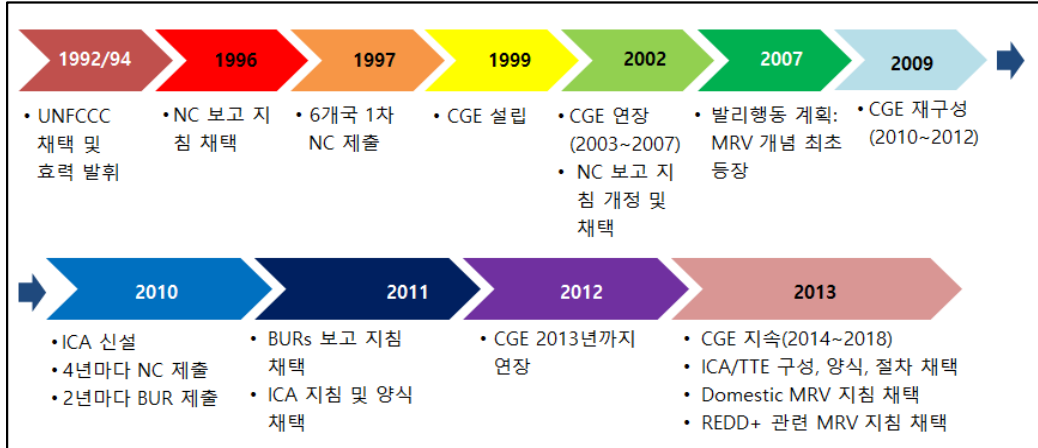 1992/94
1996
1997
1999
2002
2007
2009
• UNFCCC
채택 및
효력 발휘
• NC 보고 지
침 채택
• 6개국 1차
NC 제출
• CGE 설립
• CGE 연장
(2003~2007)
• NC 보고 지
침 개정 및
채택
• 발리행동 계획:
MRV 개념 최초
등장
• CGE 재구성
(2010~2012)
2010
2011
2012
2013
• ICA 신설
• 4년마다 NC 제출
• 2년마다 BUR 제출
• BURs 보고 지침
채택
• ICA 지침 및 양식
채택
• CGE 2013년까지
연장
• CGE 지속(2014~2018)
• ICA/TTE 구성, 양식, 절차 채택
• Domestic MRV 지침 채택
• REDD+ 관련 MRV 지침 채택